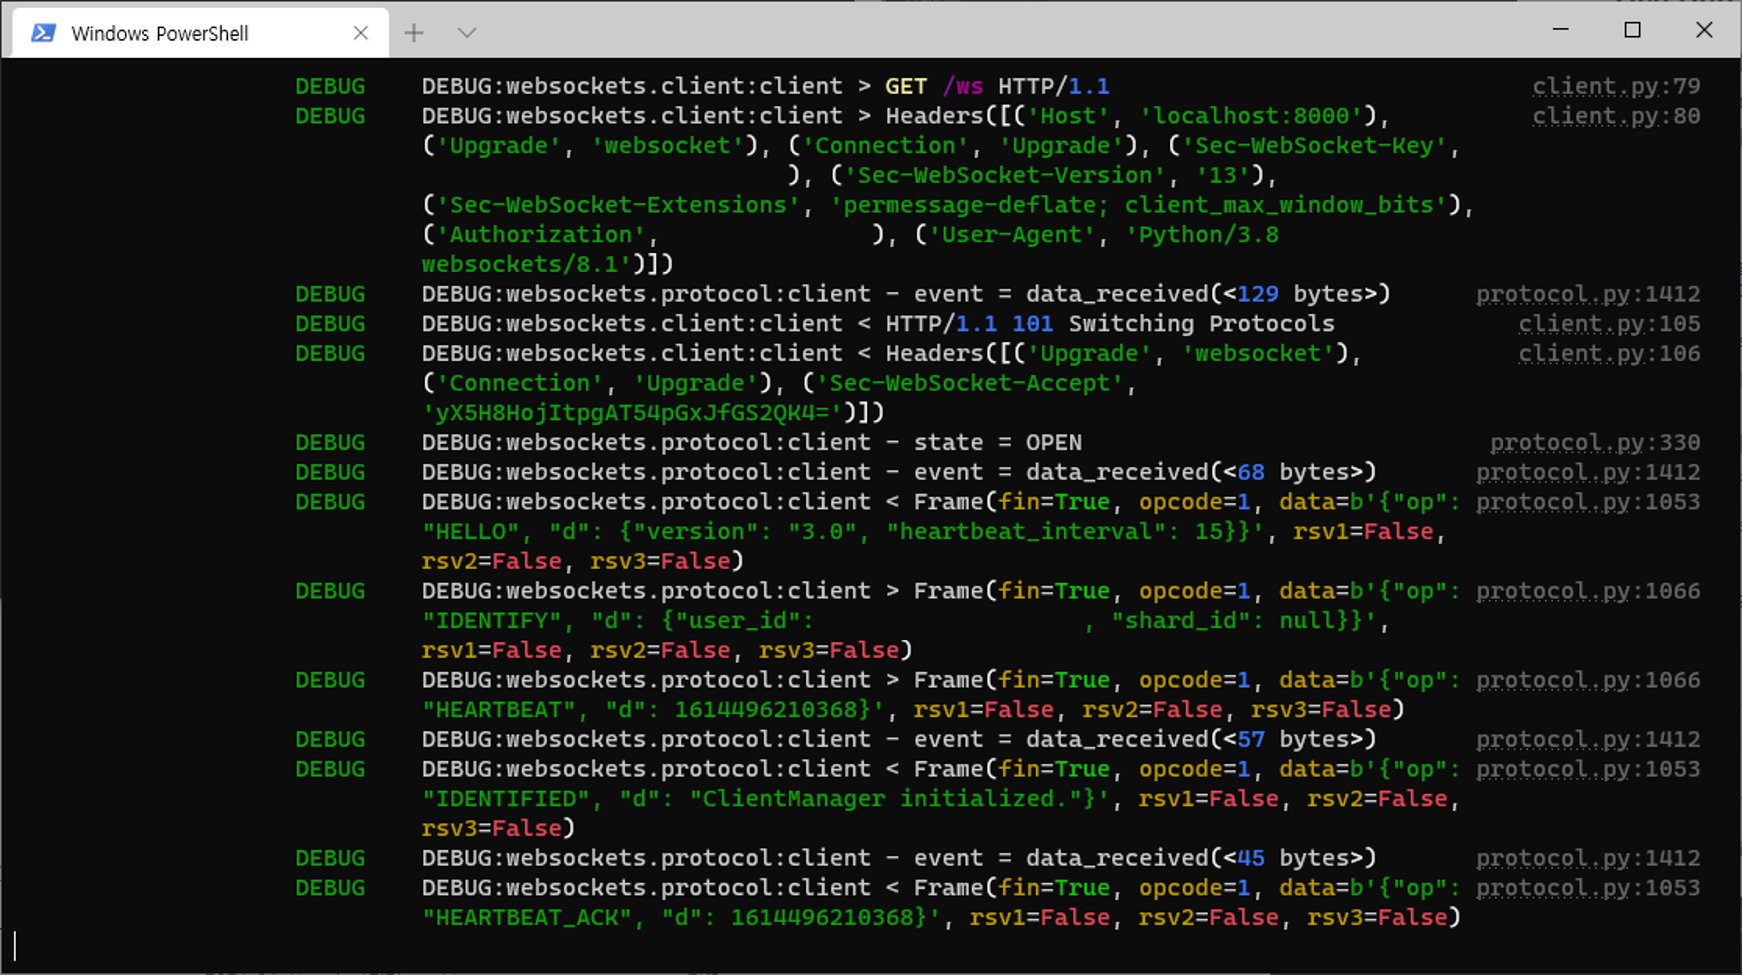 Windows PowerShell
DEBUG DEBUG:websockets.client:client > GET /ws HTTP/1.1 client.py:79
DEBUG DEBUG:websockets.client:client > Headers([('Host', 'localhost:8000'), client.py:80
('Upgrade', 'websocket'), ('Connection', 'Upgrade'), ('Sec-WebSocket-Key',
), ('Sec-WebSocket-Version', '13'),
('Sec-WebSocket-Extensions', 'permessage-deflate; client_max_window_bits'),
('Authorization', ), ('User-Agent', 'Python/3.8
websockets/8.1')])
DEBUG DEBUG:websockets.protocol:client - event = data_received(<129 bytes>) protocol.py:1412
DEBUG DEBUG:websockets.client:client < HTTP/1.1 101 Switching Protocols client.py:105
DEBUG DEBUG:websockets.client:client < Headers([('Upgrade', 'websocket'), client.py:106
('Connection', 'Upgrade'), ('Sec-WebSocket-Accept',
'yX5H8HojItpgAT54pGxJfGS2QK4=')])
DEBUG DEBUG:websockets.protocol:client - state = OPEN protocol.py:330
DEBUG DEBUG:websockets.protocol:client - event = data_received(<68 bytes>) protocol.py:1412
DEBUG DEBUG:websockets.protocol:client < Frame(fin=True, opcode=1, data=b'{"op": protocol.py:1053
"HELLO", "d": {"version": "3.0", "heartbeat_interval": 15}}', rsv1=False,
rsv2=False, rsv3=False)
DEBUG DEBUG:websockets.protocol:client > Frame(fin=True, opcode=1, data=b'{"op": protocol.py:1066
"IDENTIFY", "d": {"user_id": , "shard_id": null}}',
rsv1=False, rsv2=False, rsv3=False)
DEBUG DEBUG:websockets.protocol:client > Frame(fin=True, opcode=1, data=b'{"op": protocol.py:1066
"HEARTBEAT", "d": 1614496210368}', rsv1=False, rsv2=False, rsv3=False)
DEBUG DEBUG:websockets.protocol:client - event = data_received(<57 bytes>) protocol.py:1412
DEBUG DEBUG:websockets.protocol:client < Frame(fin=True, opcode=1, data=b'{"op": protocol.py:1053
"IDENTIFIED", "d": "ClientManager initialized."}', rsv1=False, rsv2=False,
rsv3=False)
DEBUG DEBUG:websockets.protocol:client - event = data_received(<45 bytes>) protocol.py:1412
DEBUG DEBUG:websockets.protocol:client < Frame(fin=True, opcode=1, data=b'{"op": protocol.py:1053
"HEARTBEAT_ACK", "d": 1614496210368}', rsv1=False, rsv2=False, rsv3=False)